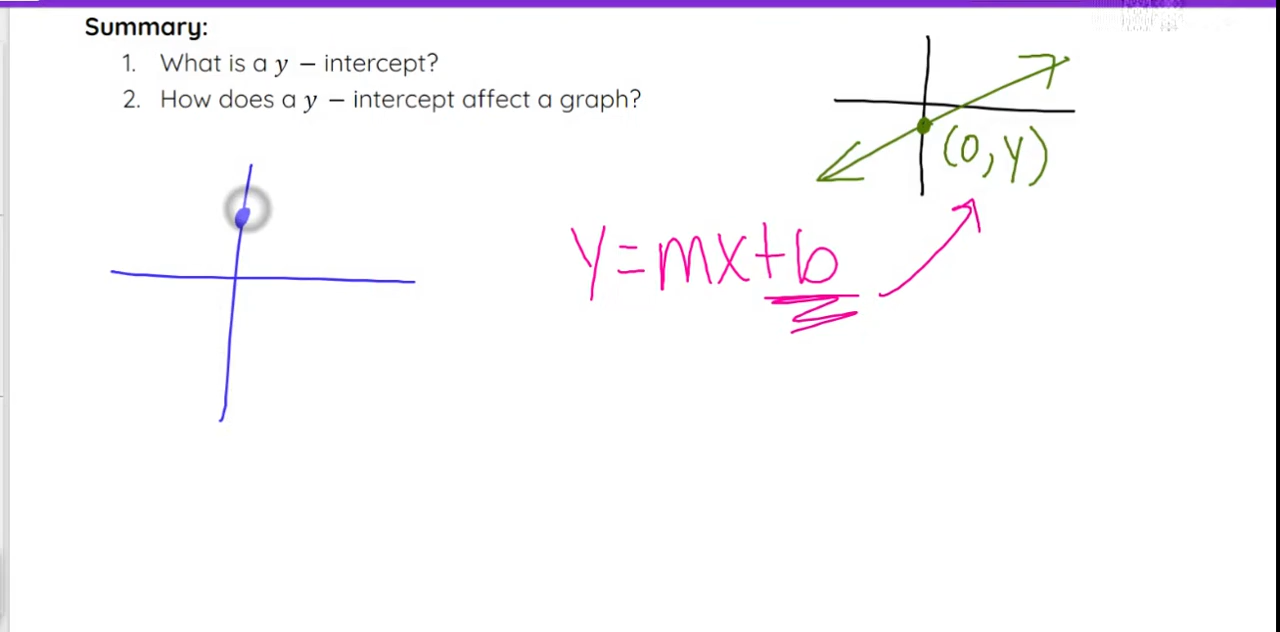 Summary:
1. What is a y – intercept?
2. How does a y – intercept affect a graph?
(0,y)
y=mx+b